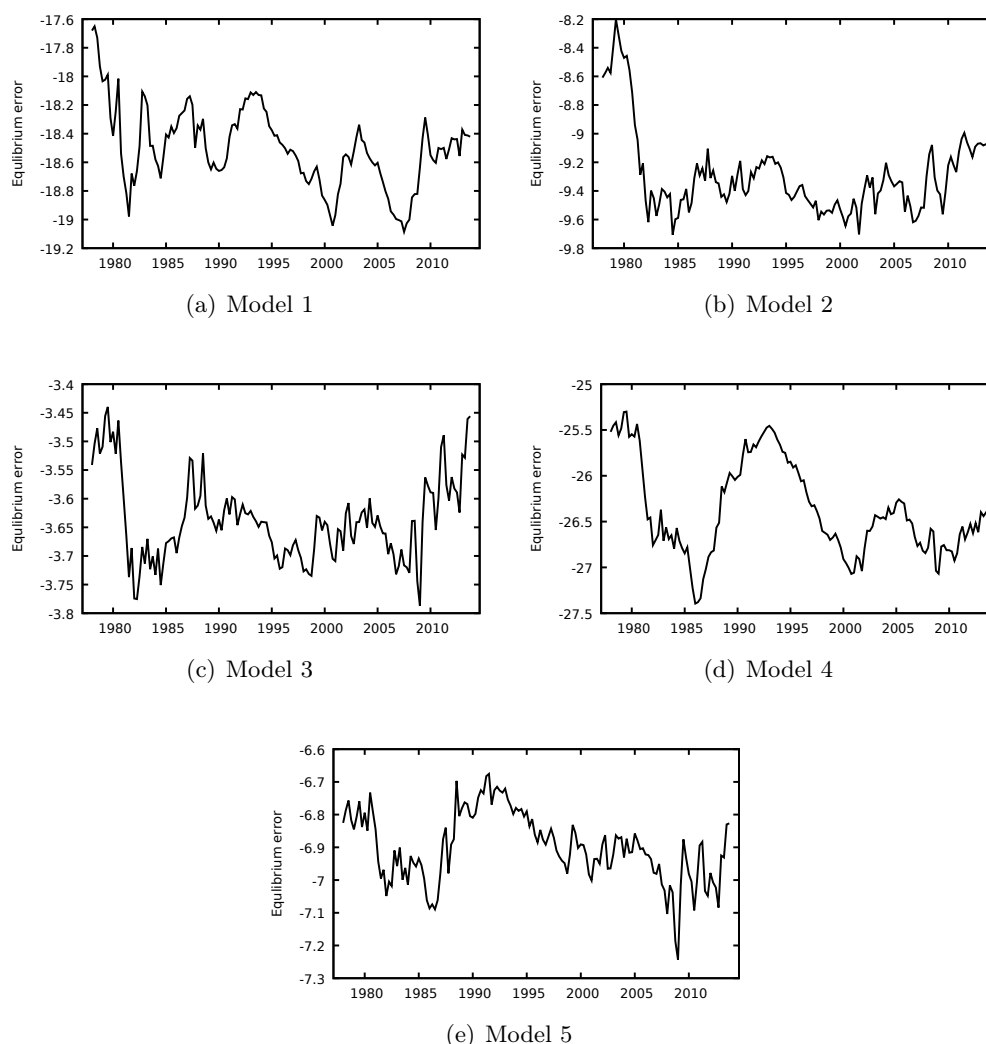 -17.6
-17.8
-18
-18.2
-18.4
-18.6
-18.8
-19
-19.2
Equlibrium error
1980 1985 1990 1995 2000 2005 2010
(a) Model 1
-8.2
-8.4
-8.6
-8.8
-9
-9.2
-9.4
-9.6
-9.8
Equlibrium error
1980 1985 1990 1995 2000 2005 2010
(b) Model 2
-3.4
-3.45
-3.5
-3.55
-3.6
-3.65
-3.7
-3.75
-3.8
Equlibrium error
1980 1985 1990 1995 2000 2005 2010
(c) Model 3
-25
-25.5
-26
-26.5
-27
-27.5
Equlibrium error
1980 1985 1990 1995 2000 2005 2010
(d) Model 4
-6.6
-6.7
-6.8
-6.9
-7
-7.1
-7.2
-7.3
Equlibrium error
1980 1985 1990 1995 2000 2005 2010
(e) Model 5